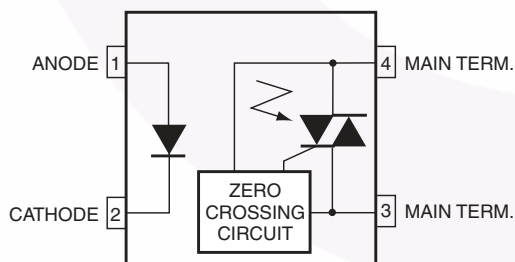 ANODE 1
4 MAIN TERM.
CATHODE 2
ZERO
CROSSING
CIRCUIT
3 MAIN TERM.